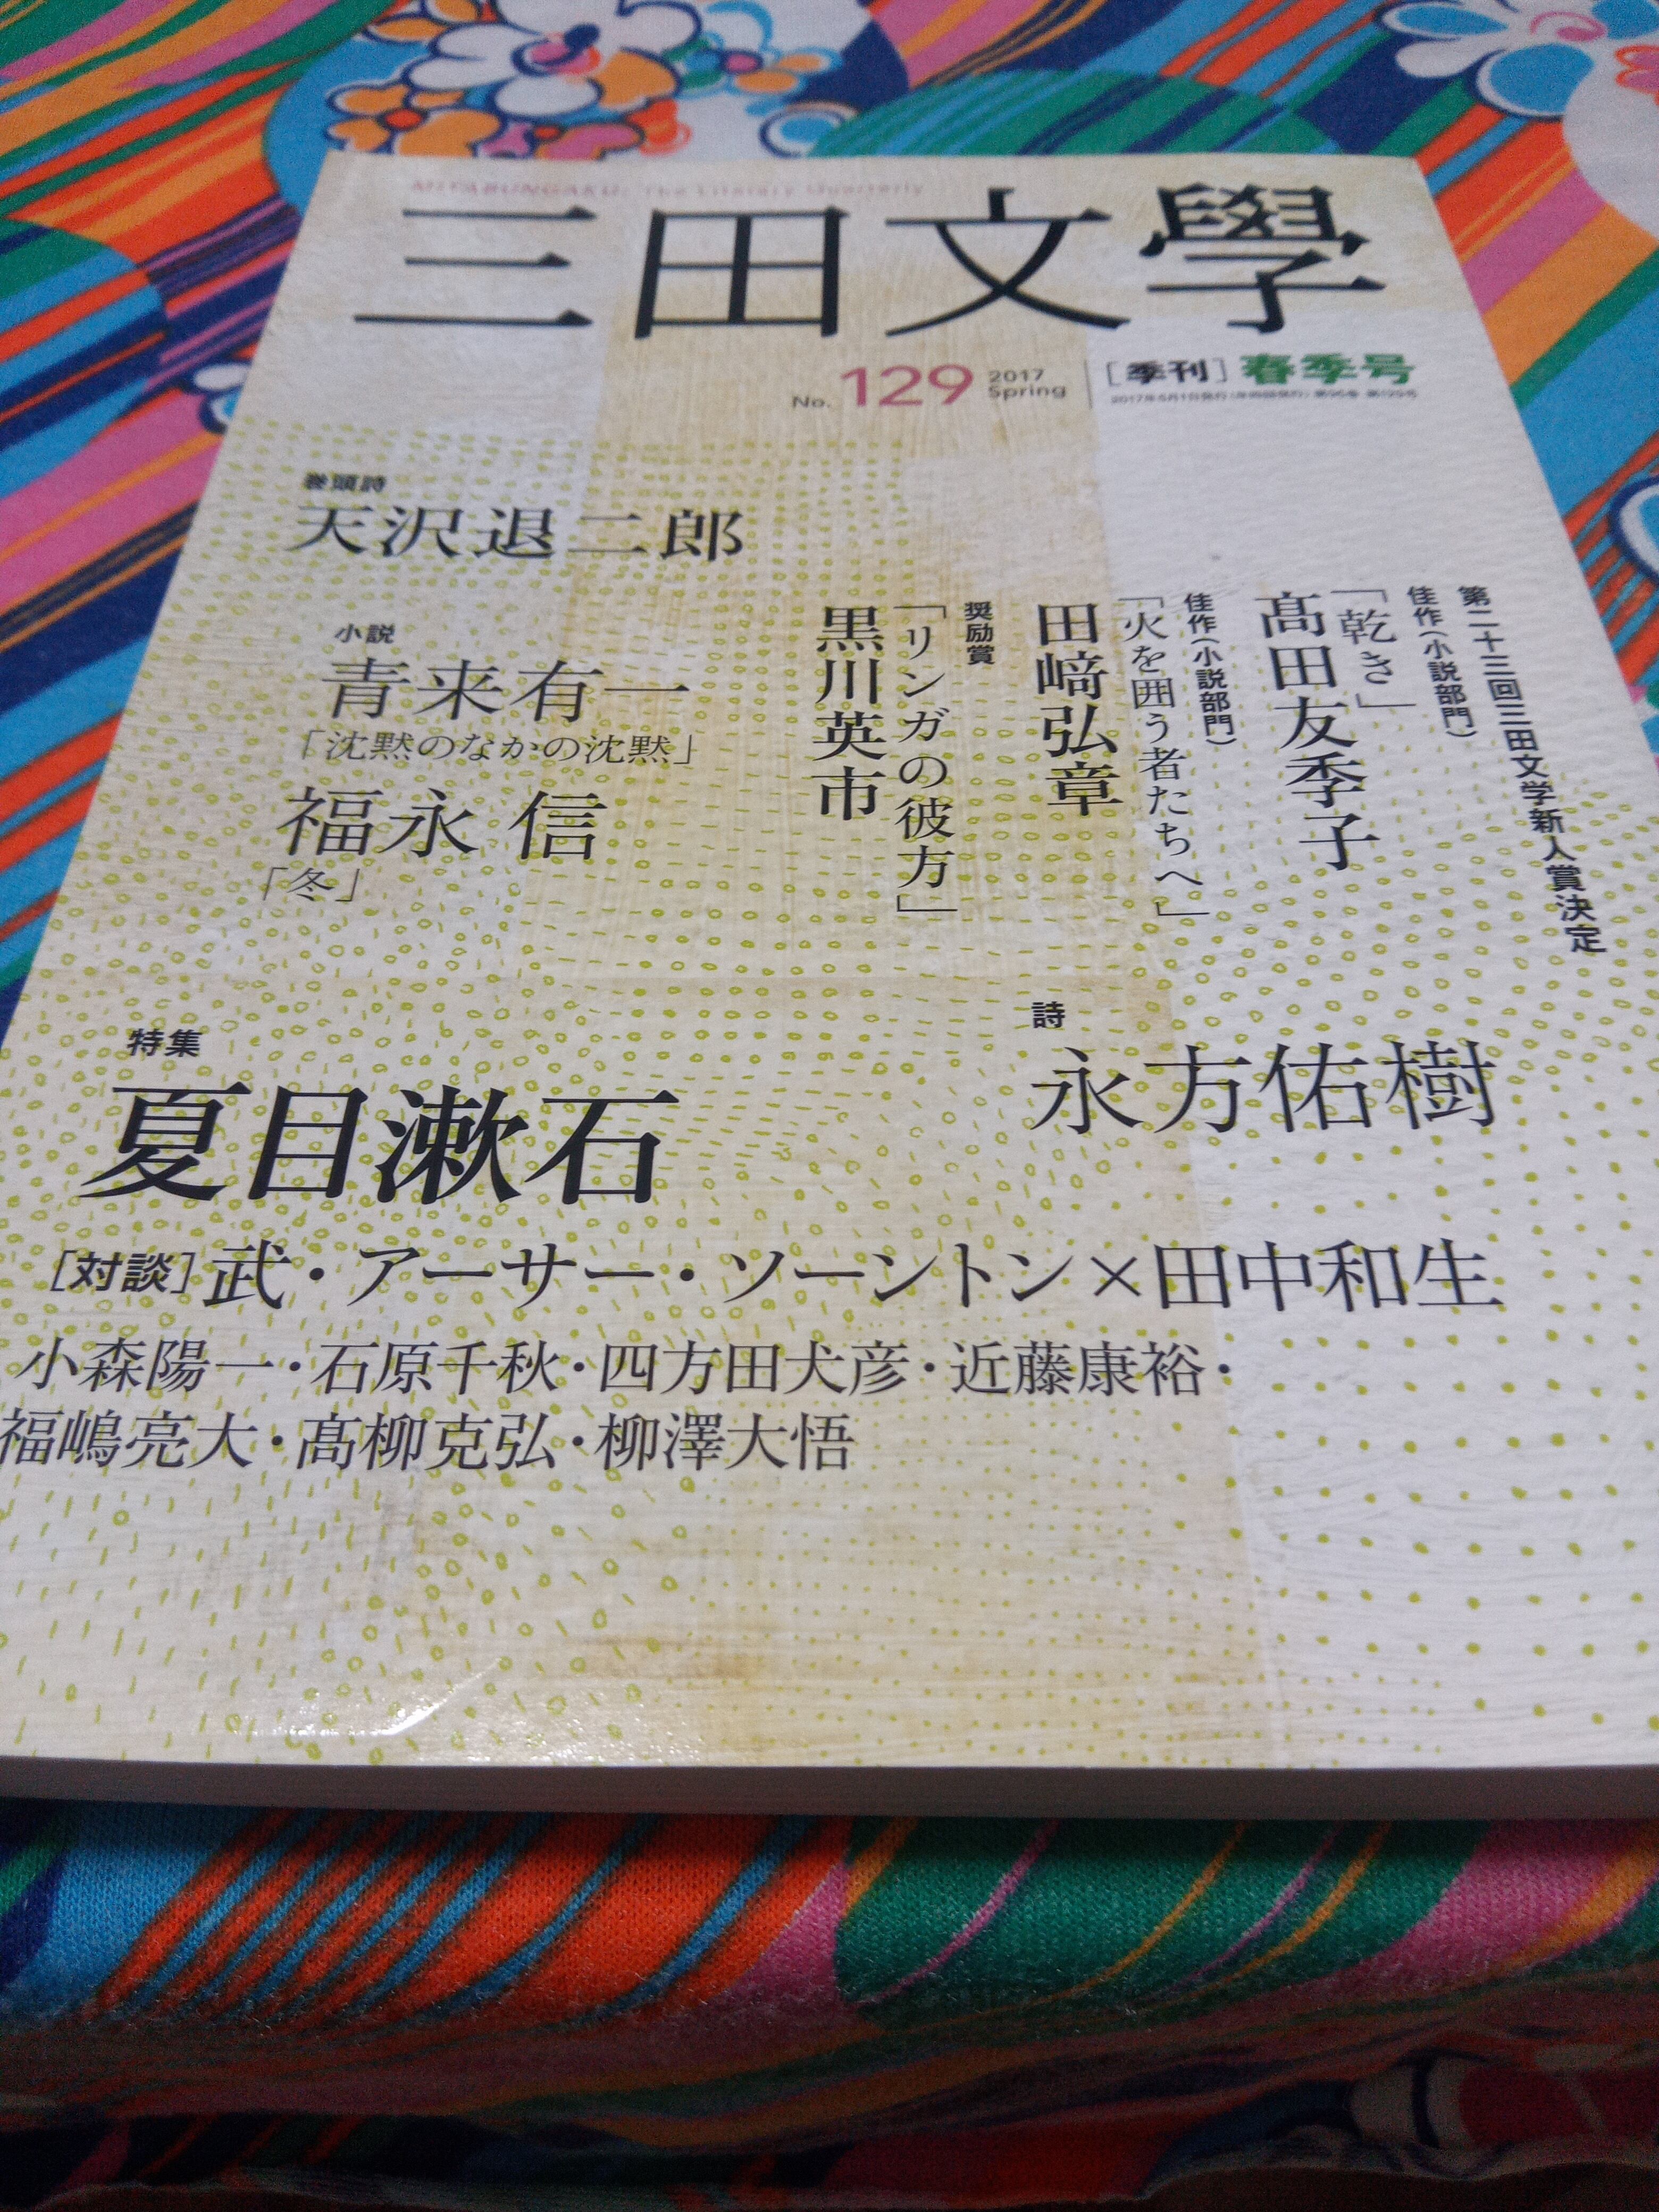 MITABUNGAKU: The Literary Quarterly
三田文學
No. 129 2017 Spring
［季刊］春季号
巻頭詩
天沢退二郎
第二十三回三田文学新人賞決定
佳作（小説部門）
「乾き」
髙田友季子
佳作（小説部門）
「火を囲う者たちへ」
田﨑弘章
奨励賞
「リンガの彼方」
黒川英市
小説
青来有一
「沈黙のなかの沈黙」
福永 信
「冬」
詩
永方佑樹
特集
夏目漱石
［対談］武・アーサー・ソーントン×田中和生
小森陽一・石原千秋・四方田犬彦・近藤康裕・
福嶋亮大・髙柳克弘・柳澤大悟